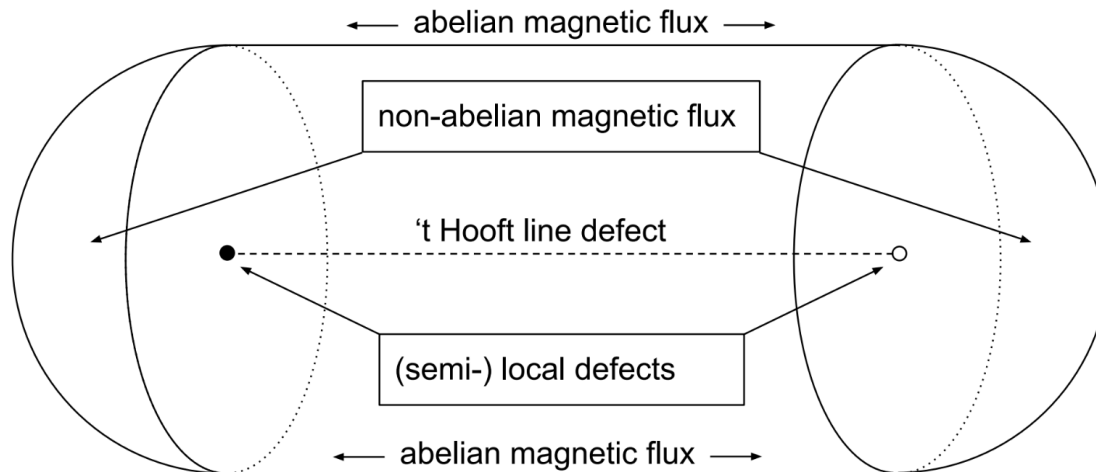 abelian magnetic flux
non-abelian magnetic flux
‘t Hooft line defect
(semi-) local defects
abelian magnetic flux